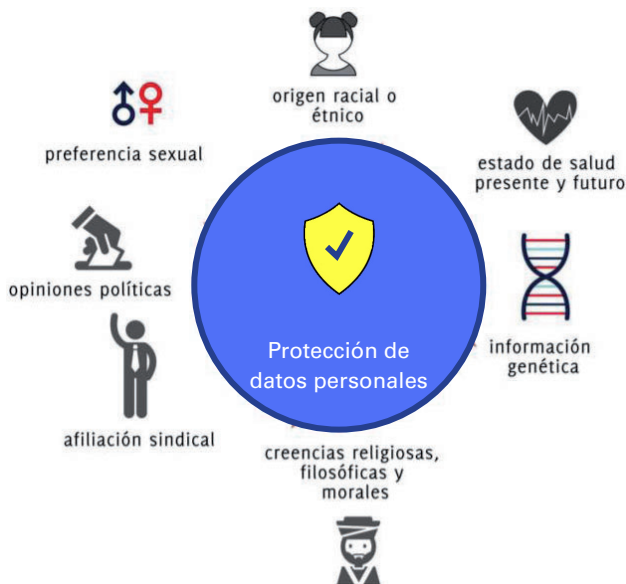 origen racial o
étnico
preferencia sexual
estado de salud
presente y futuro
opiniones políticas
información
genética
Protección de
datos personales
afiliación sindical
creencias religiosas,
filosóficas y
morales